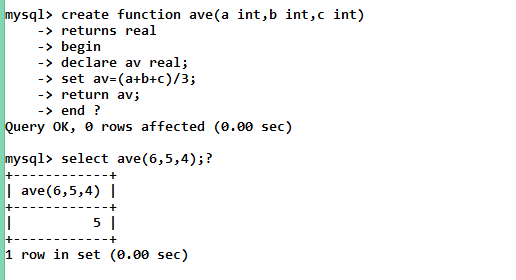 mysql> create function ave(a int,b int,c int)
    -> returns real
    -> begin
    -> declare av real;
    -> set av=(a+b+c)/3;
    -> return av;
    -> end ?
Query OK, 0 rows affected (0.00 sec)
mysql> select ave(6,5,4);?
+------------+
| ave(6,5,4) |
+------------+
|          5 |
+------------+
1 row in set (0.00 sec)